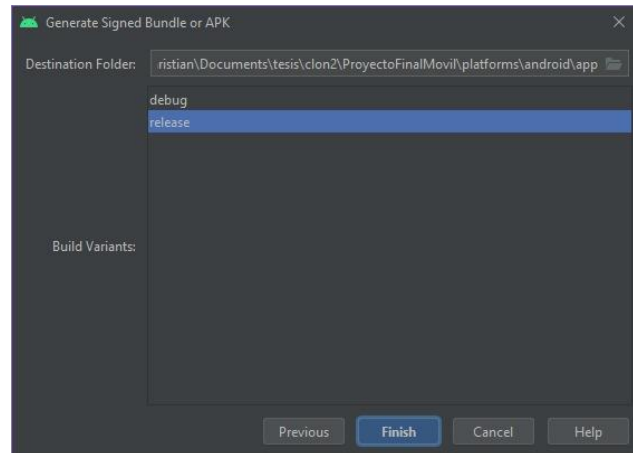 Generate Signed Bundle or APK
Destination Folder: ristian\Documents\tesis\clon2\ProyectoFinalMovil\platforms\android\app
debug
release
Build Variants:
Previous Finish Cancel Help